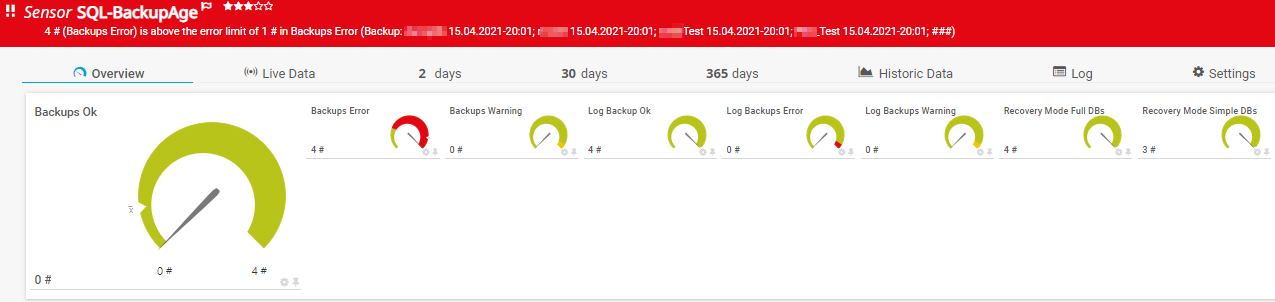 !! Sensor SQL-BackupAge
4 # (Backups Error) is above the error limit of 1 # in Backups Error (Backup: 15.04.2021-20:01; 15.04.2021-20:01; Test 15.04.2021-20:01; _Test 15.04.2021-20:01; ###)
Overview
Live Data
2 days
30 days
365 days
Historic Data
Log
Settings
Backups Ok
0 #
4 #
0 #
Backups Error
4 #
Backups Warning
0 #
Log Backup Ok
4 #
Log Backups Error
0 #
Log Backups Warning
0 #
Recovery Mode Full DBs
4 #
Recovery Mode Simple DBs
3 #